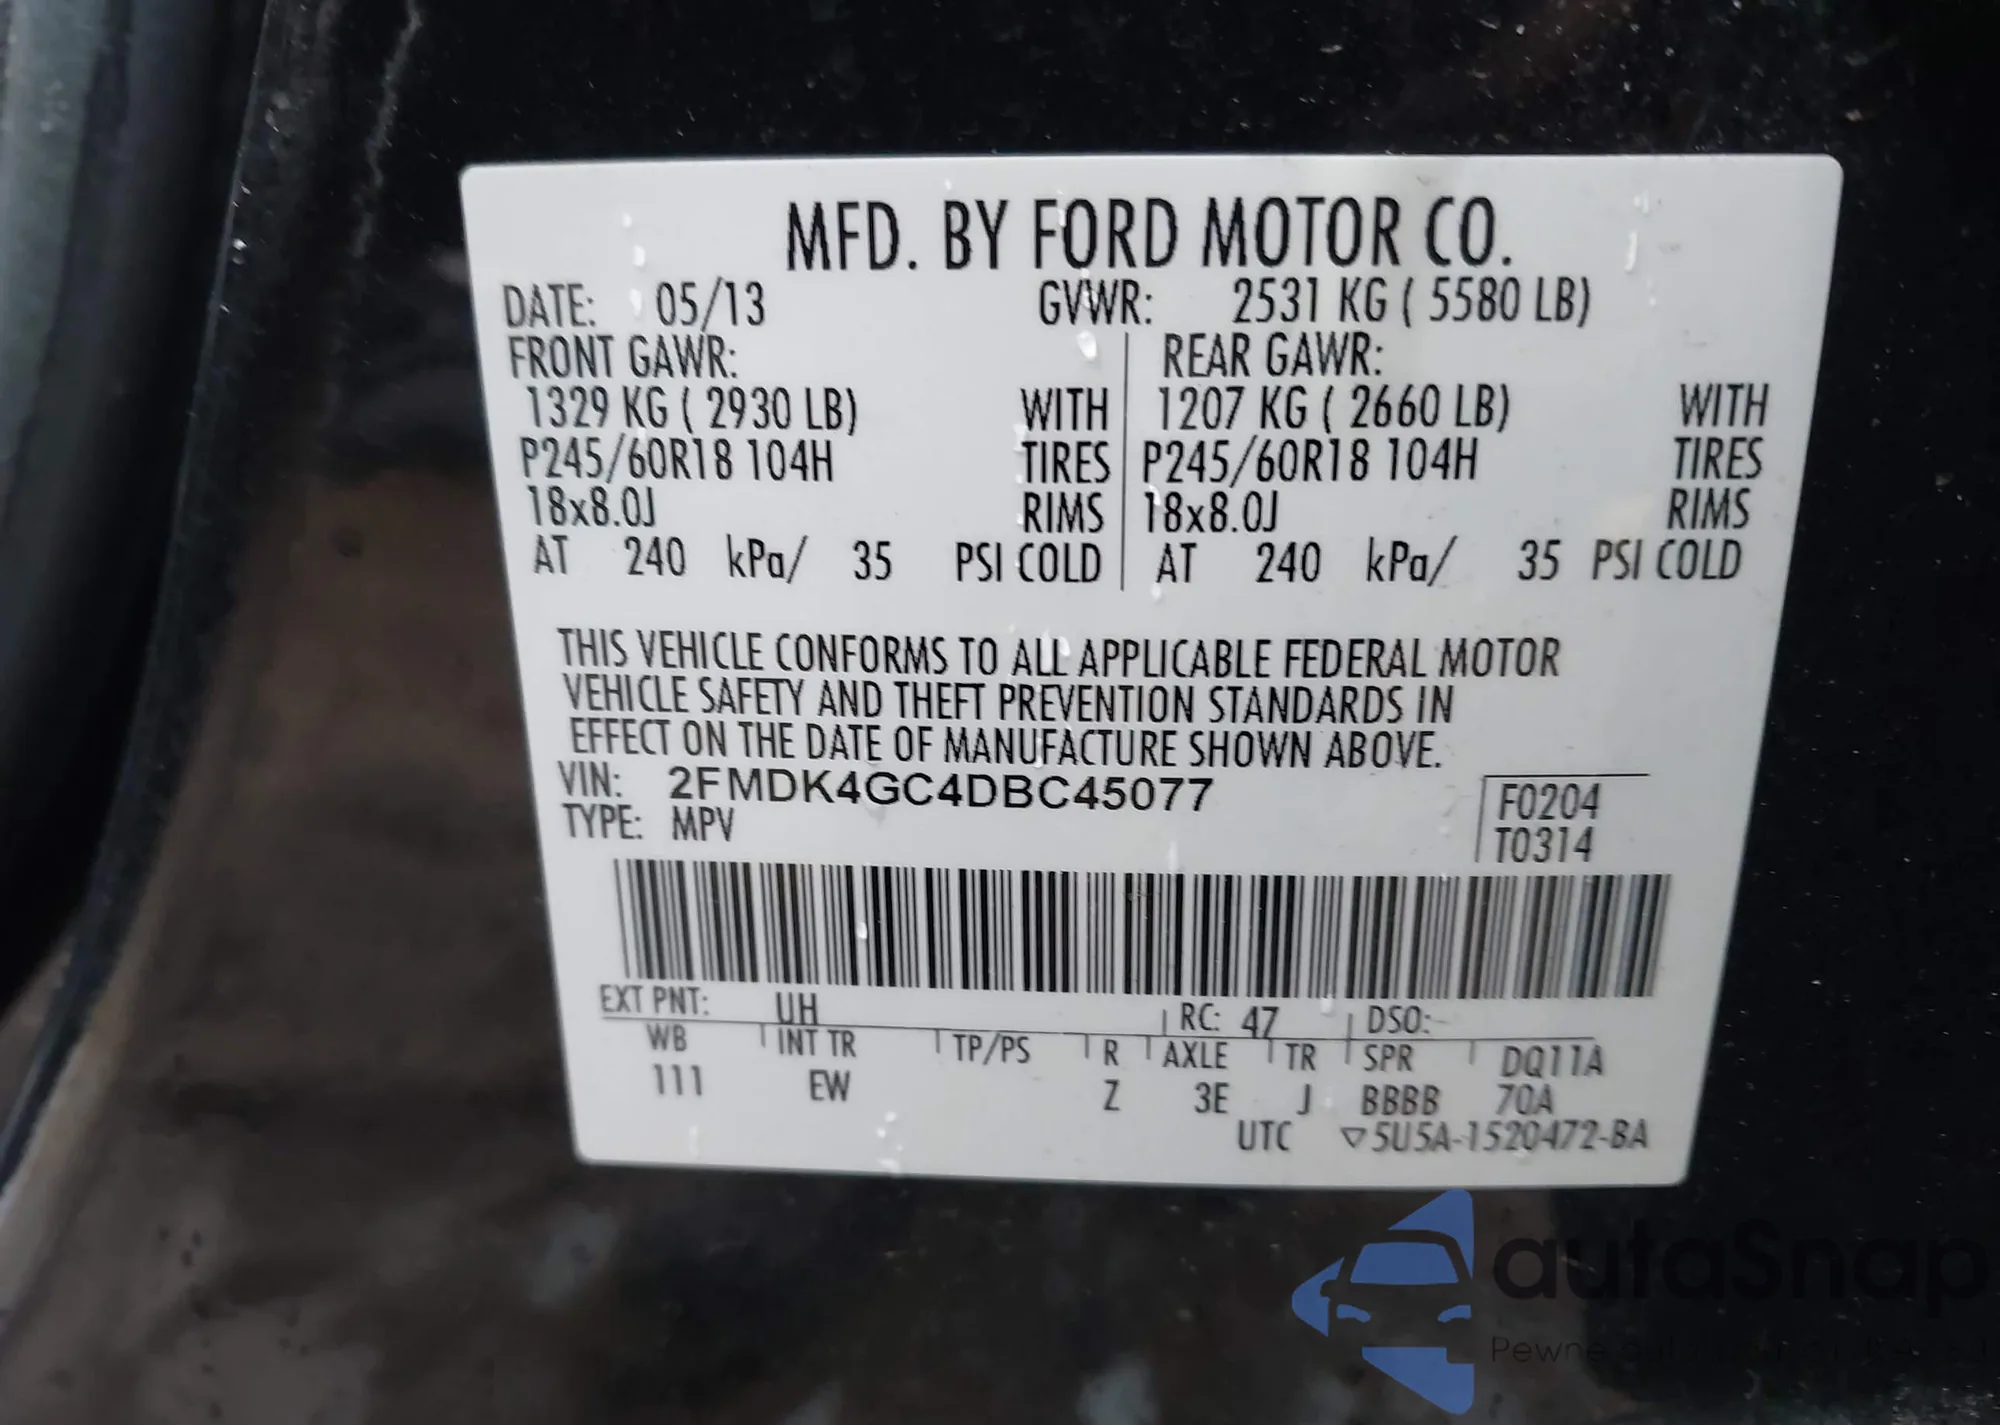 MFD. BY FORD MOTOR CO.
DATE: 05/13 GVWR: 2531 KG ( 5580 LB)
FRONT GAWR: REAR GAWR:
1329 KG ( 2930 LB) WITH 1207 KG ( 2660 LB) WITH
P245/60R18 104H TIRES P245/60R18 104H TIRES
18x8.0J RIMS 18x8.0J RIMS
AT 240 kPa/ 35 PSI COLD AT 240 kPa/ 35 PSI COLD
THIS VEHICLE CONFORMS TO ALL APPLICABLE FEDERAL MOTOR
VEHICLE SAFETY AND THEFT PREVENTION STANDARDS IN
EFFECT ON THE DATE OF MANUFACTURE SHOWN ABOVE.
VIN: 2FMDK4GC4DBC45077
F0204
TYPE: MPV
T0314
EXT PNT: UH RC: 47 DSO:
WB INT TR TP/PS R AXLE TR SPR DQ11A
111 EW Z 3E J BBBB 70A
UTC ▽5U5A-1520472-BA
autoSnap
Pewne